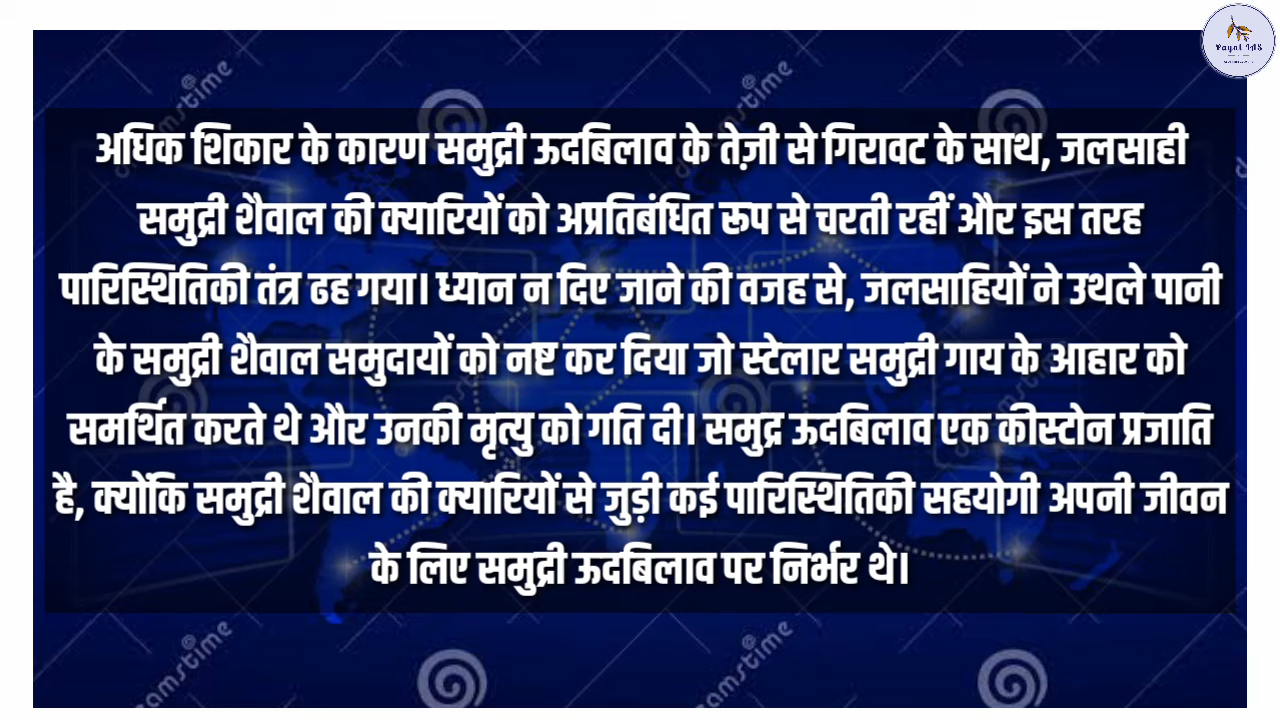 Payal IAS
अधिक शिकार के कारण समुद्री ऊदबिलाव के तेज़ी से गिरावट के साथ, जलसाही
समुद्री शैवाल की क्यारियों को अप्रतिबंधित रूप से चरती रहीं और इस तरह
पारिस्थितिकी तंत्र ढह गया। ध्यान न दिए जाने की वजह से, जलसाहियों ने उथले पानी
के समुद्री शैवाल समुदायों को नष्ट कर दिया जो स्टेलार समुद्री गाय के आहार को
समर्थित करते थे और उनकी मृत्यु को गति दी। समुद्र ऊदबिलाव एक कीस्टोन प्रजाति
है, क्योंकि समुद्री शैवाल की क्यारियों से जुड़ी कई पारिस्थितिकी सहयोगी अपनी जीवन
के लिए समुद्री ऊदबिलाव पर निर्भर थे।